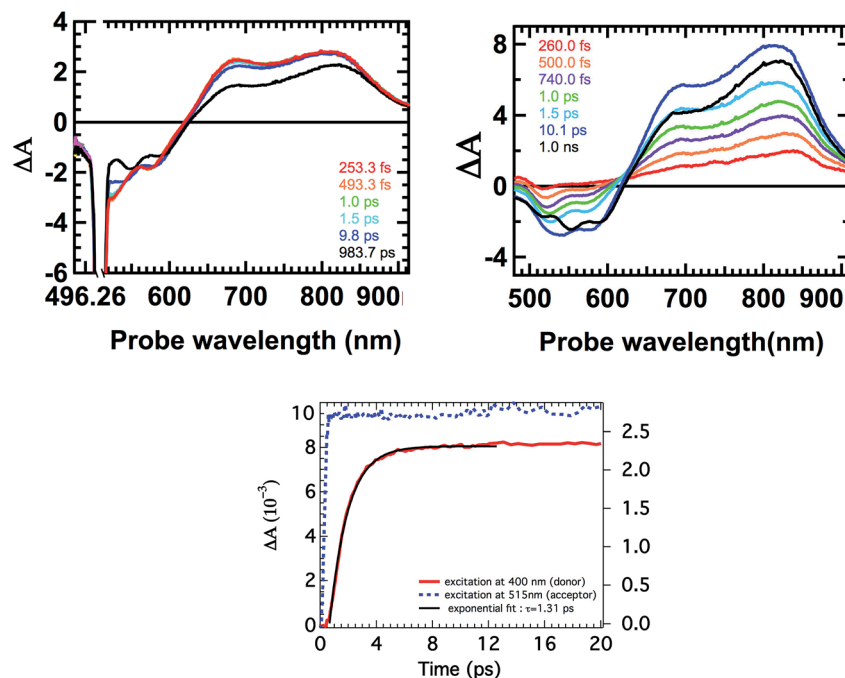 4
2
0
-2
-4
-6
ΔA
253.3 fs
493.3 fs
1.0 ps
1.5 ps
9.8 ps
983.7 ps
496.26 600 700 800 900
Probe wavelength (nm)
8
4
0
-4
ΔA
260.0 fs
500.0 fs
740.0 fs
1.0 ps
1.5 ps
10.1 ps
1.0 ns
500 600 700 800 900
Probe wavelength(nm)
10
8
6
4
2
0
ΔA (10⁻³)
2.5
2.0
1.5
1.0
0.5
0.0
excitation at 400 nm (donor)
excitation at 515nm (acceptor)
exponential fit : τ=1.31 ps
0 4 8 12 16 20
Time (ps)